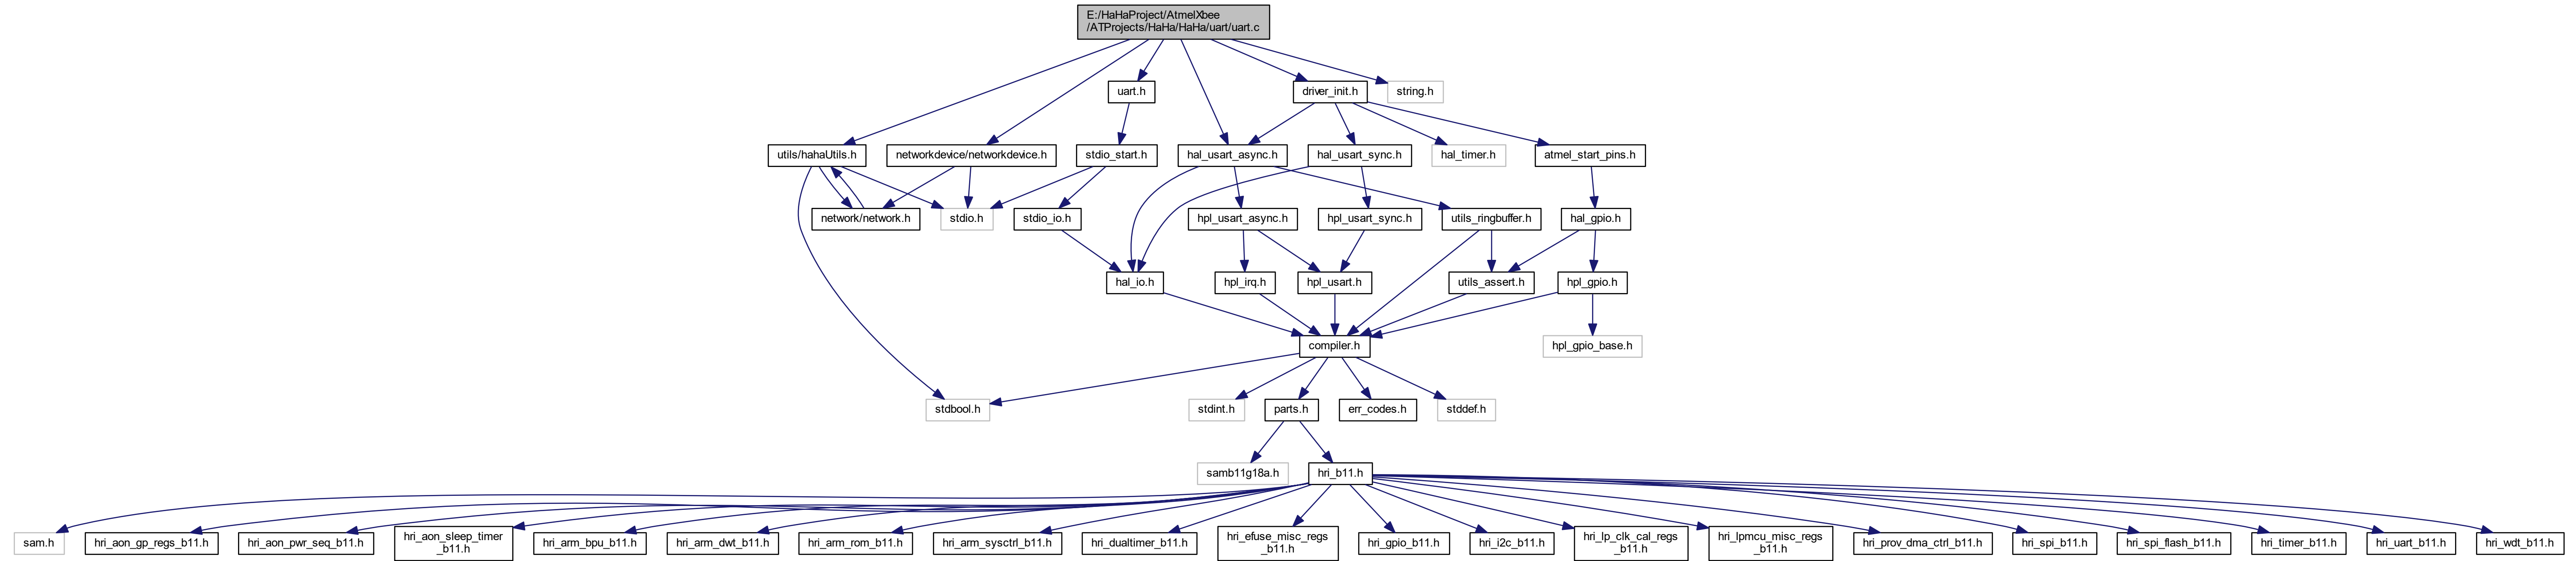 E:/HaHaProject/AtmelXbee
/ATProjects/HaHa/HaHa/uart/uart.c
uart.h
driver_init.h
string.h
utils/hahaUtils.h
networkdevice/networkdevice.h
stdio_start.h
hal_usart_async.h
hal_usart_sync.h
hal_timer.h
atmel_start_pins.h
network/network.h
stdio.h
stdio_io.h
hpl_usart_async.h
hpl_usart_sync.h
utils_ringbuffer.h
hal_gpio.h
hal_io.h
hpl_irq.h
hpl_usart.h
utils_assert.h
hpl_gpio.h
compiler.h
hpl_gpio_base.h
stdbool.h
stdint.h
parts.h
err_codes.h
stddef.h
samb11g18a.h
hri_b11.h
sam.h
hri_aon_gp_regs_b11.h
hri_aon_pwr_seq_b11.h
hri_aon_sleep_timer
_b11.h
hri_arm_bpu_b11.h
hri_arm_dwt_b11.h
hri_arm_rom_b11.h
hri_arm_sysctrl_b11.h
hri_dualtimer_b11.h
hri_efuse_misc_regs
_b11.h
hri_gpio_b11.h
hri_i2c_b11.h
hri_lp_clk_cal_regs
_b11.h
hri_lpmcu_misc_regs
_b11.h
hri_prov_dma_ctrl_b11.h
hri_spi_b11.h
hri_spi_flash_b11.h
hri_timer_b11.h
hri_uart_b11.h
hri_wdt_b11.h